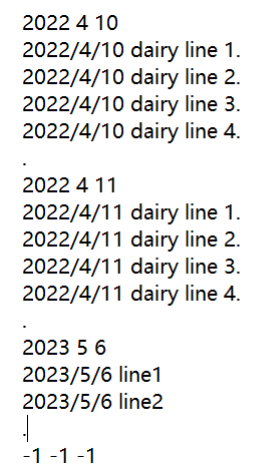 2022 4 10
2022/4/10 dairy line 1.
2022/4/10 dairy line 2.
2022/4/10 dairy line 3.
2022/4/10 dairy line 4.
.
2022 4 11
2022/4/11 dairy line 1.
2022/4/11 dairy line 2.
2022/4/11 dairy line 3.
2022/4/11 dairy line 4.
.
2023 5 6
2023/5/6 line1
2023/5/6 line2
.
-1 -1 -1